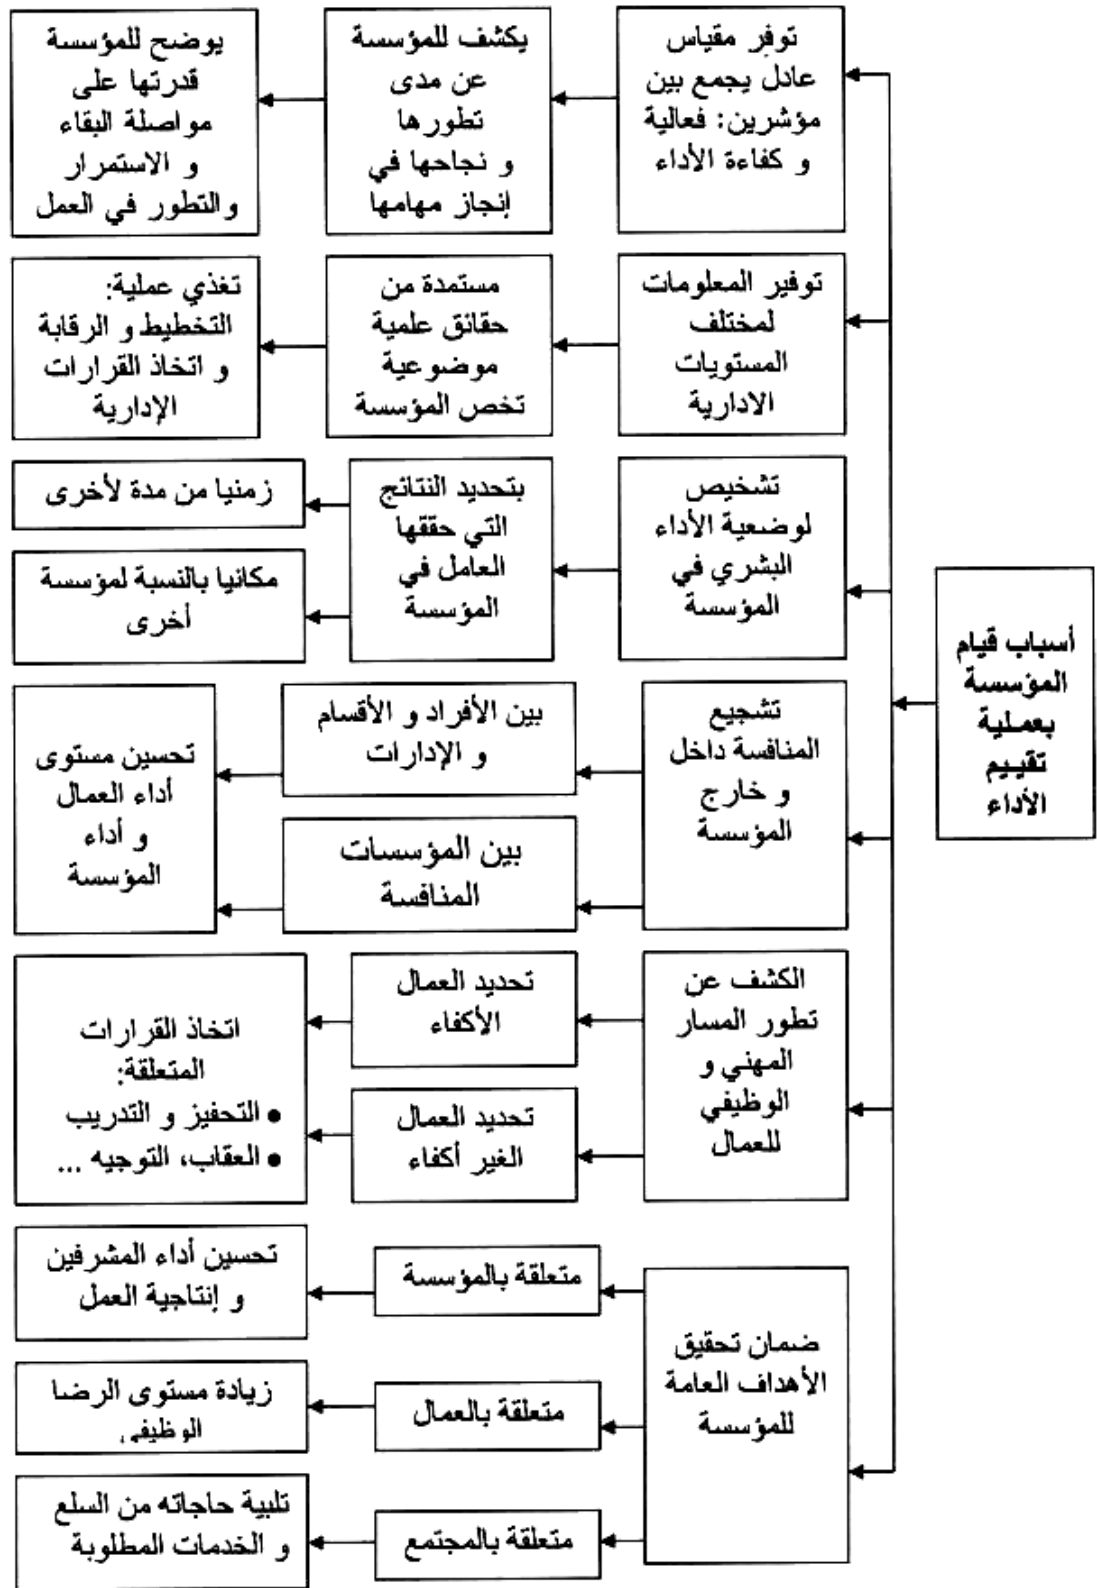 أسباب قيام
المؤسسة
بعملية
تقييم
الأداء
توفر مقياس
عادل يجمع بين
مؤشرين: فعالية
و كفاءة الأداء
يكشف للمؤسسة
عن مدى
تطورها
و نجاحها في
إنجاز مهامها
يوضح للمؤسسة
قدرتها على
مواصلة البقاء
و الاستمرار
والتطور في العمل
توفير المعلومات
لمختلف
المستويات
الادارية
مستمدة من
حقائق علمية
موضوعية
تخص المؤسسة
تغذي عملية:
التخطيط و الرقابة
و اتخاذ القرارات
الإدارية
تشخيص
لوضعية الأداء
البشري في
المؤسسة
بتحديد النتائج
التي حققها
العامل في
المؤسسة
زمنيا من مدة لأخرى
مكانيا بالنسبة لمؤسسة
أخرى
تشجيع
المنافسة داخل
و خارج
المؤسسة
بين الأفراد و الأقسام
و الإدارات
بين المؤسسات
المنافسة
تحسين مستوى
أداء العمال
و أداء
المؤسسة
الكشف عن
تطور المسار
المهني و
الوظيفي
للعمال
تحديد العمال
الأكفاء
تحديد العمال
الغير أكفاء
اتخاذ القرارات
المتعلقة:
• التحفيز و التدريب
• العقاب، التوجيه ...
ضمان تحقيق
الأهداف العامة
للمؤسسة
متعلقة بالمؤسسة
تحسين أداء المشرفين
و إنتاجية العمل
متعلقة بالعمال
زيادة مستوى الرضا
الوظيفي
متعلقة بالمجتمع
تلبية حاجاته من السلع
و الخدمات المطلوبة